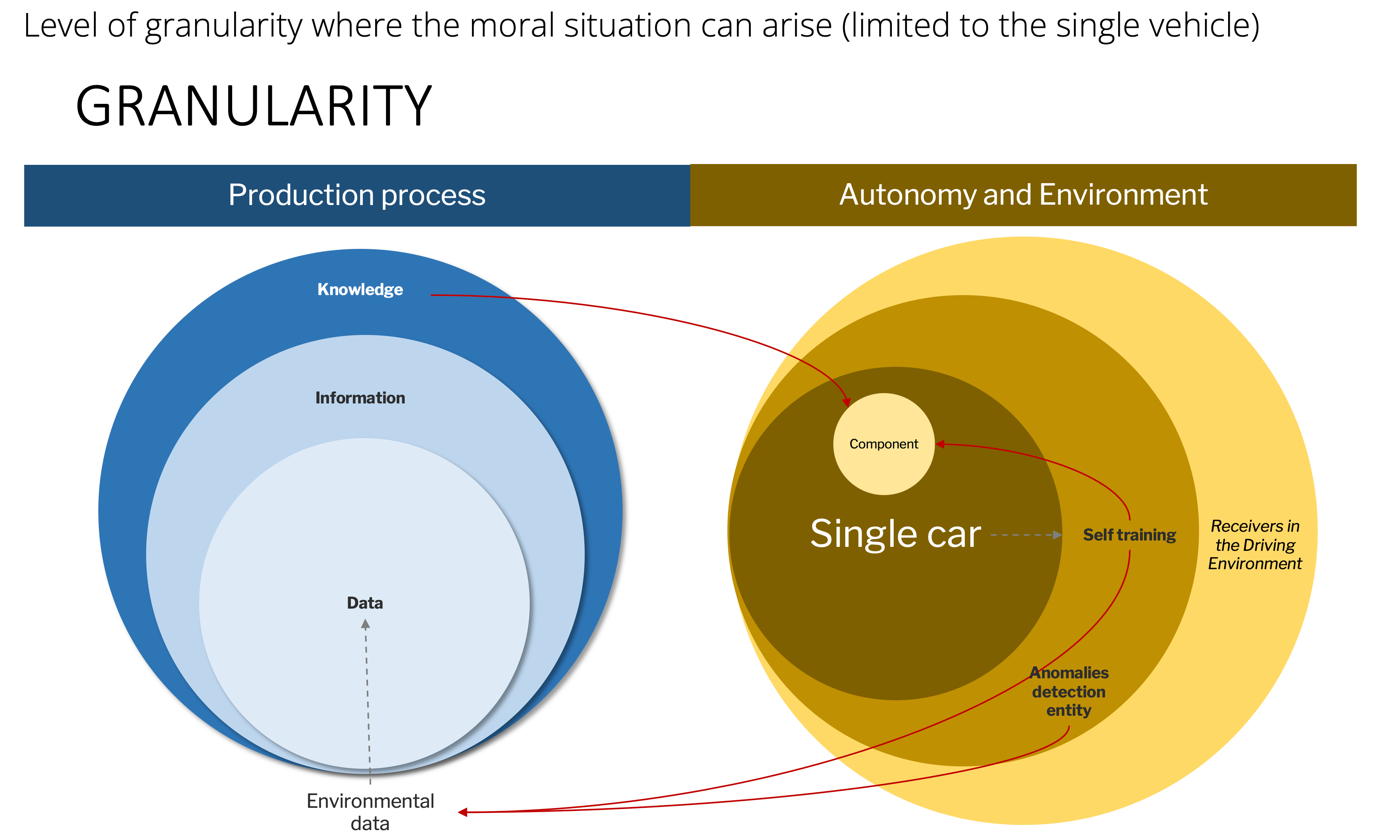 Level of granularity where the moral situation can arise (limited to the single vehicle)
GRANULARITY
Production process
Autonomy and Environment
Knowledge
Information
Data
Environmental
data
Component
Single car
Self training
Receivers in
the Driving
Environment
Anomalies
detection
entity